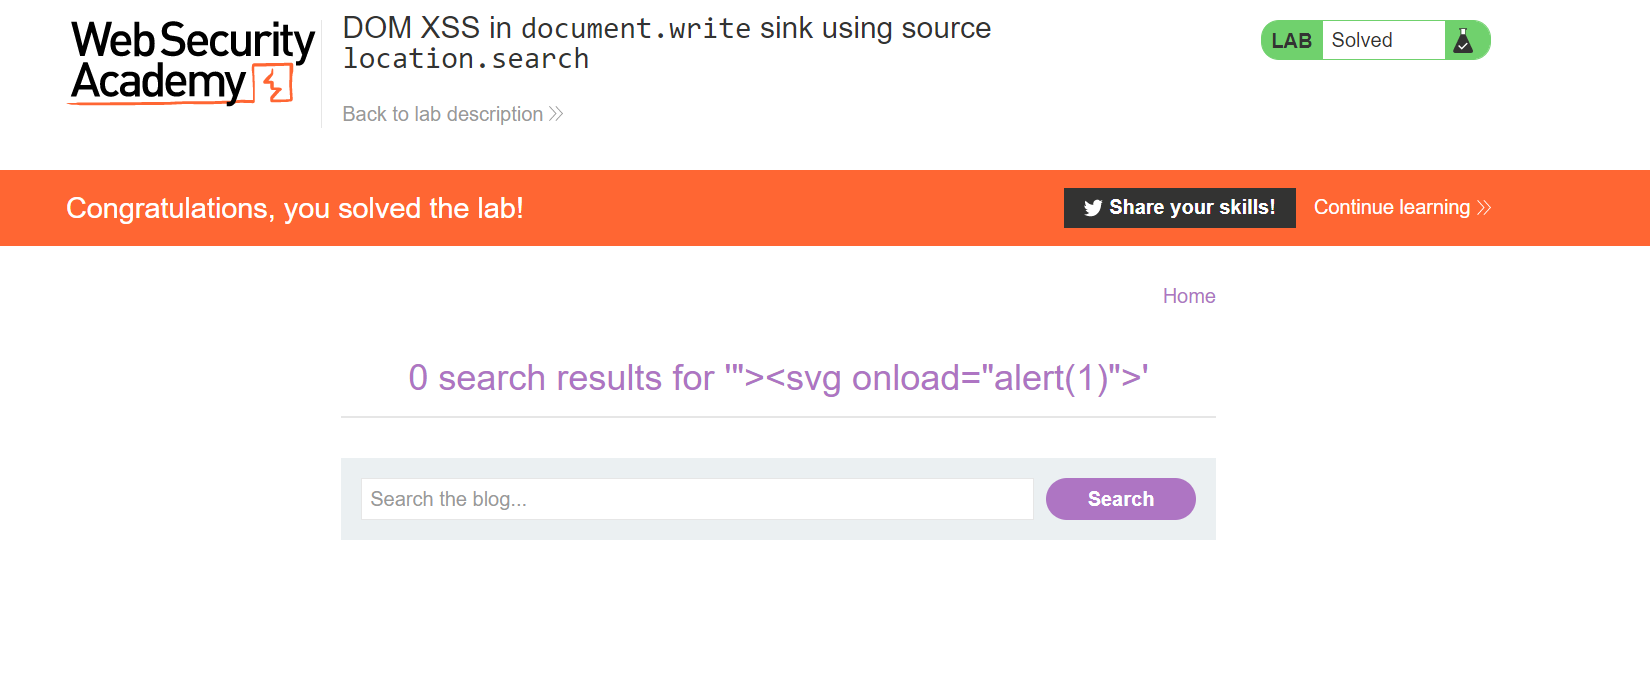 WebSecurity
Academy
DOM XSS in document.write sink using source
location.search
Back to lab description
LAB Solved
Congratulations, you solved the lab!
Share your skills!
Continue learning
Home
0 search results for '"><svg onload="alert(1)">'
Search the blog...
Search